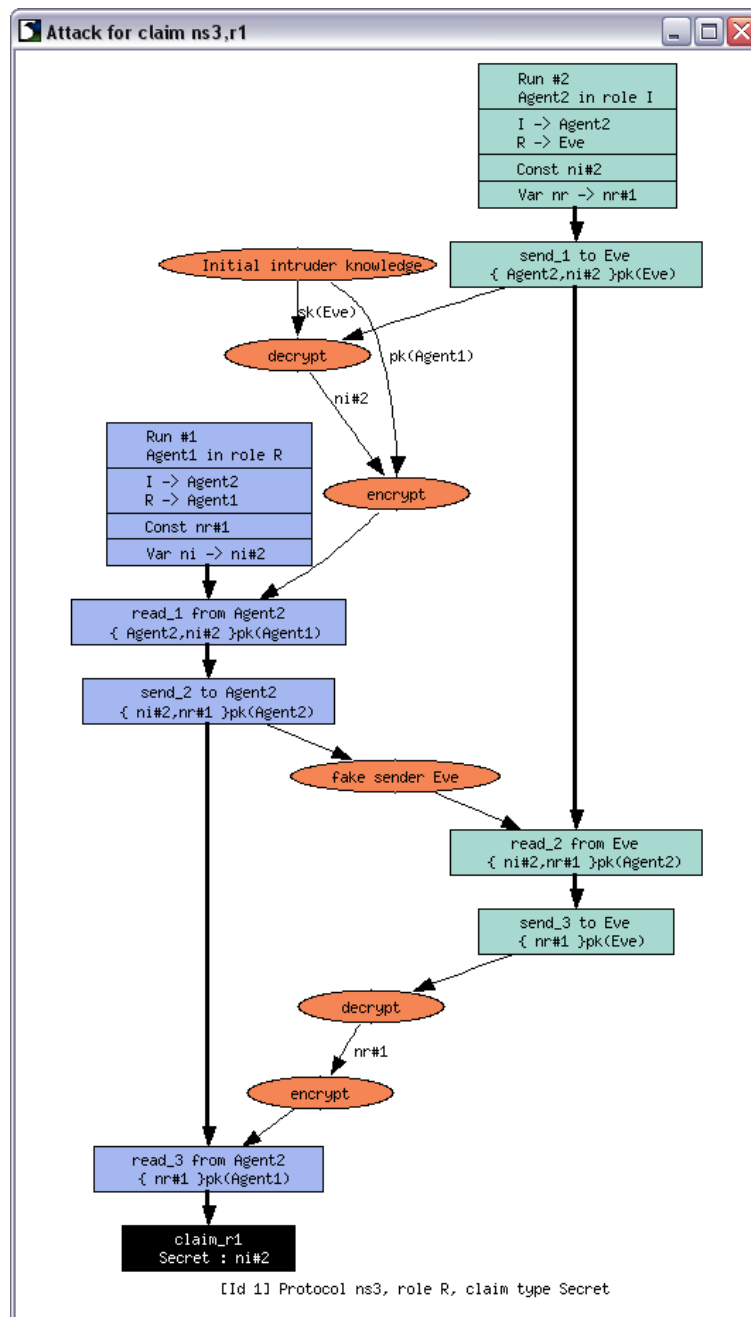 Attack for claim ns3,r1
Run #2
Agent2 in role I
I -> Agent2
R -> Eve
Const ni#2
Var nr -> nr#1
send_1 to Eve
{ Agent2,ni#2 }pk(Eve)
Initial intruder knowledge
sk(Eve)
decrypt
pk(Agent1)
ni#2
Run #1
Agent1 in role R
I -> Agent2
R -> Agent1
Const nr#1
Var ni -> ni#2
encrypt
read_1 from Agent2
{ Agent2,ni#2 }pk(Agent1)
send_2 to Agent2
{ ni#2,nr#1 }pk(Agent2)
fake sender Eve
read_2 from Eve
{ ni#2,nr#1 }pk(Agent2)
send_3 to Eve
{ nr#1 }pk(Eve)
decrypt
nr#1
encrypt
read_3 from Agent2
{ nr#1 }pk(Agent1)
claim_r1
Secret : ni#2
[Id 1] Protocol ns3, role R, claim type Secret